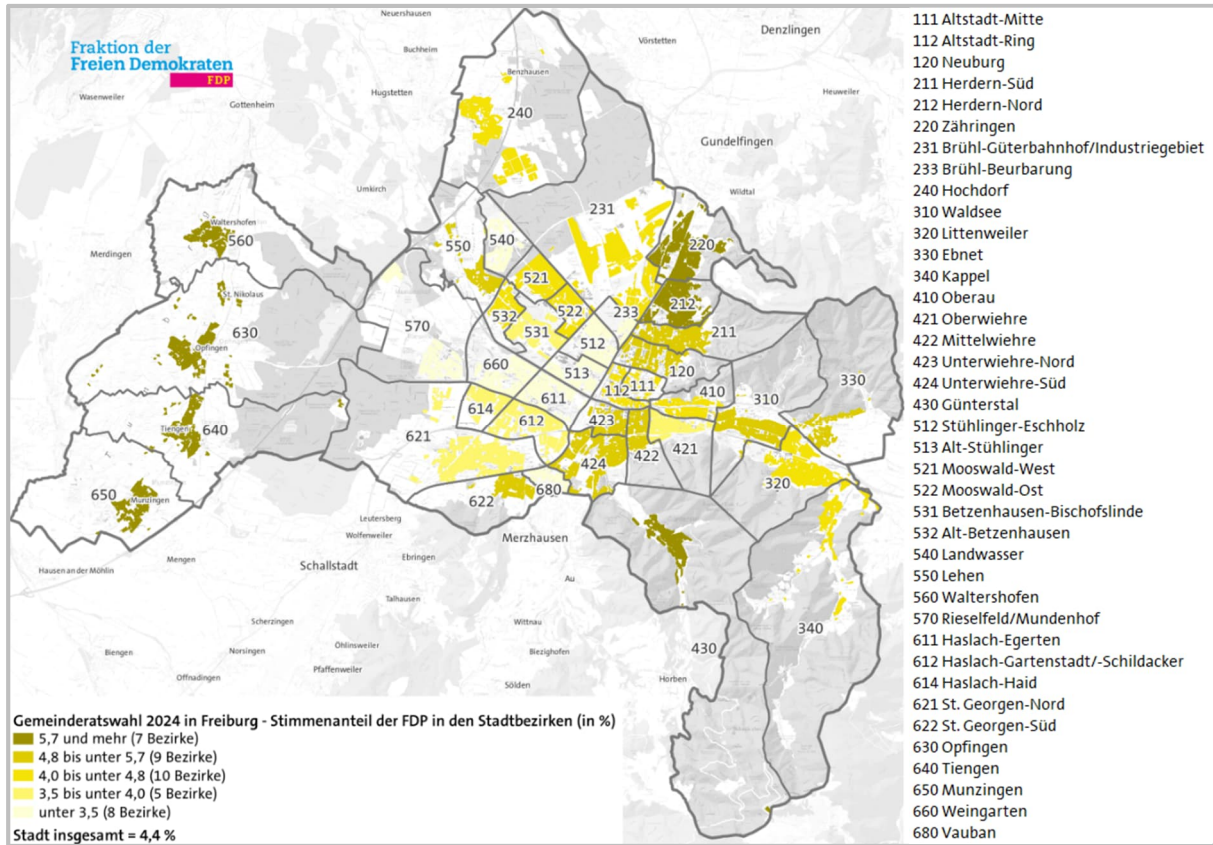 Fraktion der
Freien Demokraten
FDP
Neuershausen
Buchheim
Vörstetten
Denzlingen
Benzhausen
Wasenweiler
Gottenheim
Hugstetten
Heuweiler
240
Gundelfingen
Umkirch
Wildtal
231
Waltershofen
560
550
540
220
Merdingen
521
St. Nikolaus
212
532
522
233
630
570
531
211
Opfingen
512
660
513
120
330
112
111
410
310
614
611
423
Tiengen
640
621
612
421
422
424
320
650
Munzingen
622
680
Leutersberg
Wolfenweiler
Merzhausen
Mengen
Ebringen
Hausen an der Möhlin
Schallstadt
Au
Talhausen
Scherzingen
Wittnau
340
Öhlinsweiler
Biengen
Norsingen
Biezighofen
430
Pfaffenweiler
Offnadingen
Sölden
Horben
Gemeinderatswahl 2024 in Freiburg - Stimmenanteil der FDP in den Stadtbezirken (in %)
5,7 und mehr (7 Bezirke)
4,8 bis unter 5,7 (9 Bezirke)
4,0 bis unter 4,8 (10 Bezirke)
3,5 bis unter 4,0 (5 Bezirke)
unter 3,5 (8 Bezirke)
Stadt insgesamt = 4,4 %
111 Altstadt-Mitte
112 Altstadt-Ring
120 Neuburg
211 Herdern-Süd
212 Herdern-Nord
220 Zähringen
231 Brühl-Güterbahnhof/Industriegebiet
233 Brühl-Beurbarung
240 Hochdorf
310 Waldsee
320 Littenweiler
330 Ebnet
340 Kappel
410 Oberau
421 Oberwiehre
422 Mittelwiehre
423 Unterwiehre-Nord
424 Unterwiehre-Süd
430 Günterstal
512 Stühlinger-Eschholz
513 Alt-Stühlinger
521 Mooswald-West
522 Mooswald-Ost
531 Betzenhausen-Bischofslinde
532 Alt-Betzenhausen
540 Landwasser
550 Lehen
560 Waltershofen
570 Rieselfeld/Mundenhof
611 Haslach-Egerten
612 Haslach-Gartenstadt/-Schildacker
614 Haslach-Haid
621 St. Georgen-Nord
622 St. Georgen-Süd
630 Opfingen
640 Tiengen
650 Munzingen
660 Weingarten
680 Vauban